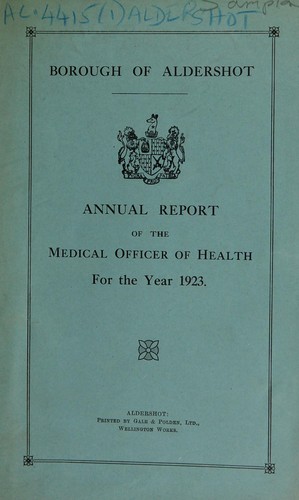 AC.4415(1) ALDERSHOT
BOROUGH OF ALDERSHOT
ANNUAL REPORT
OF THE
MEDICAL OFFICER OF HEALTH
For the Year 1923.
ALDERSHOT:
PRINTED BY GALE & POLDEN, LTD.,
WELLINGTON WORKS.